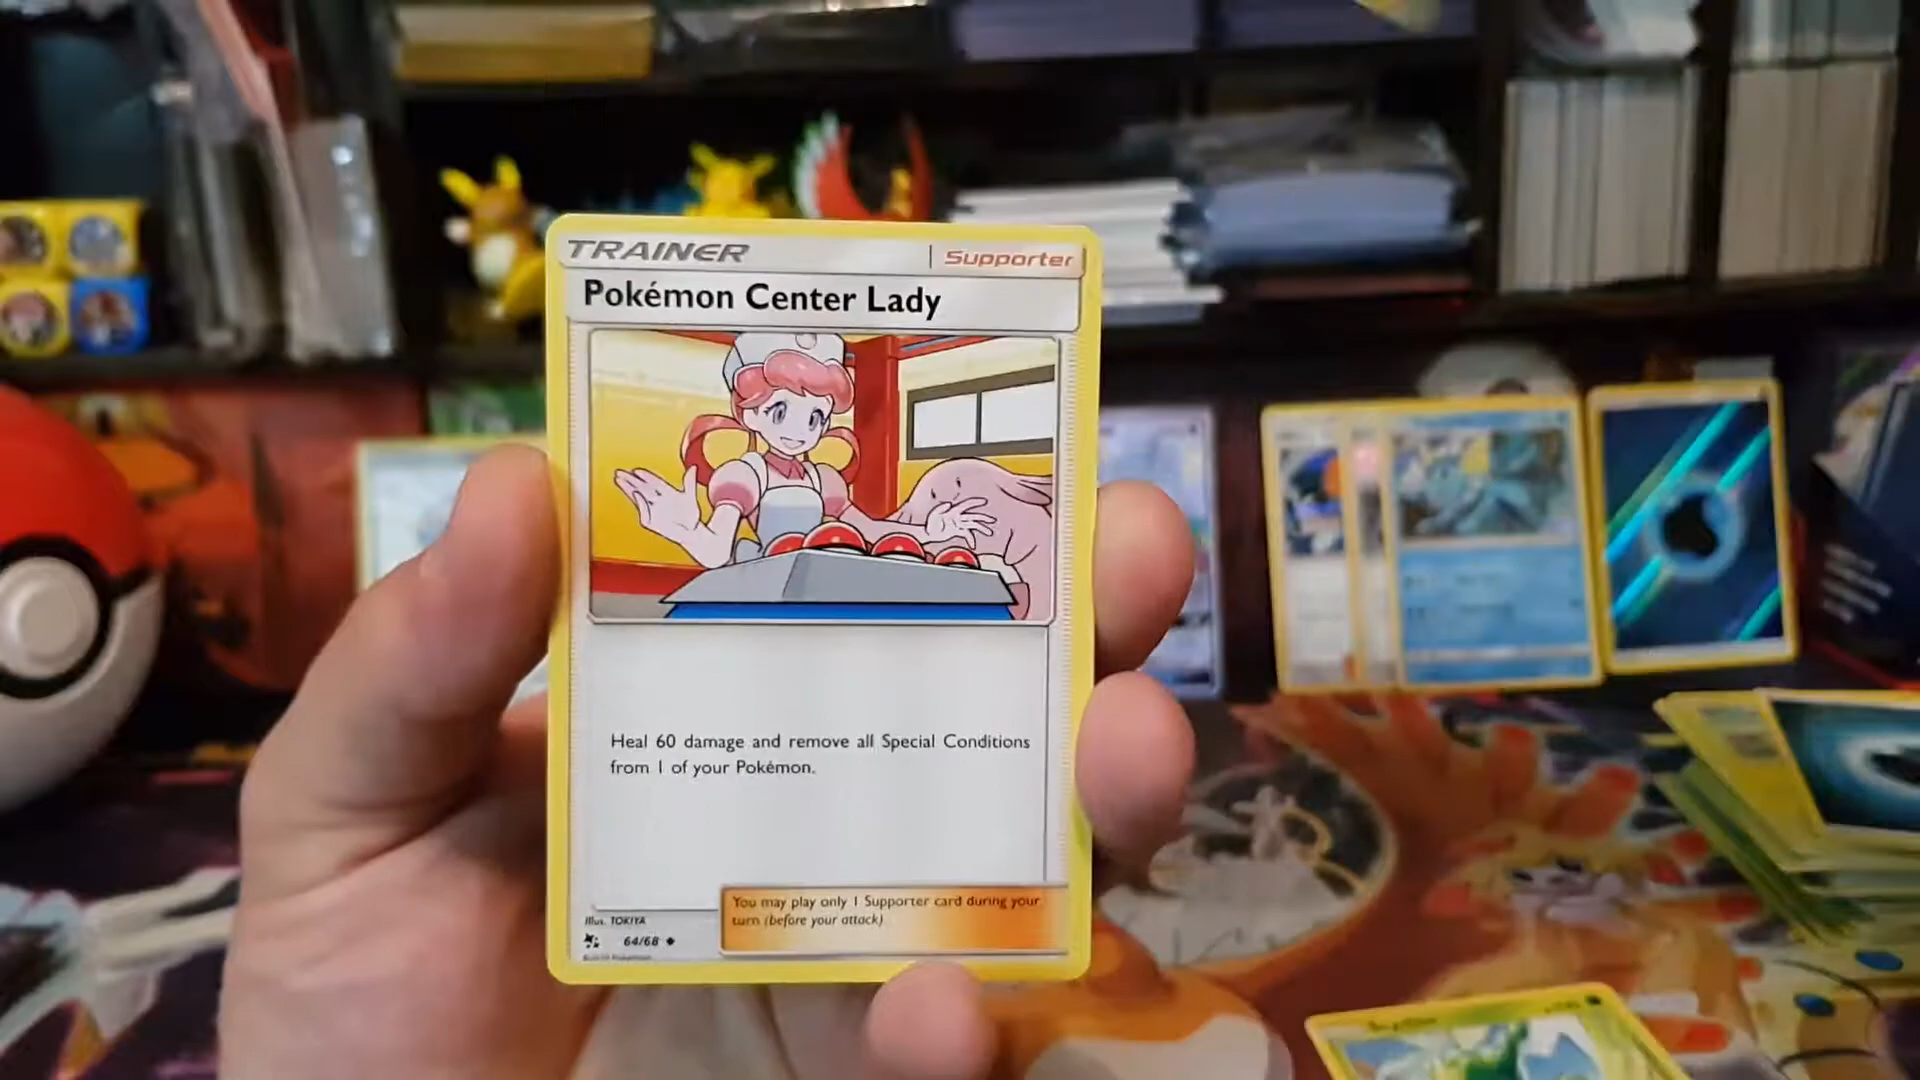 TRAINER
Supporter
Pokémon Center Lady
Heal 60 damage and remove all Special Conditions
from 1 of your Pokémon.
You may play only 1 Supporter card during your
turn (before your attack).
Illus. TOKIYA
64/68